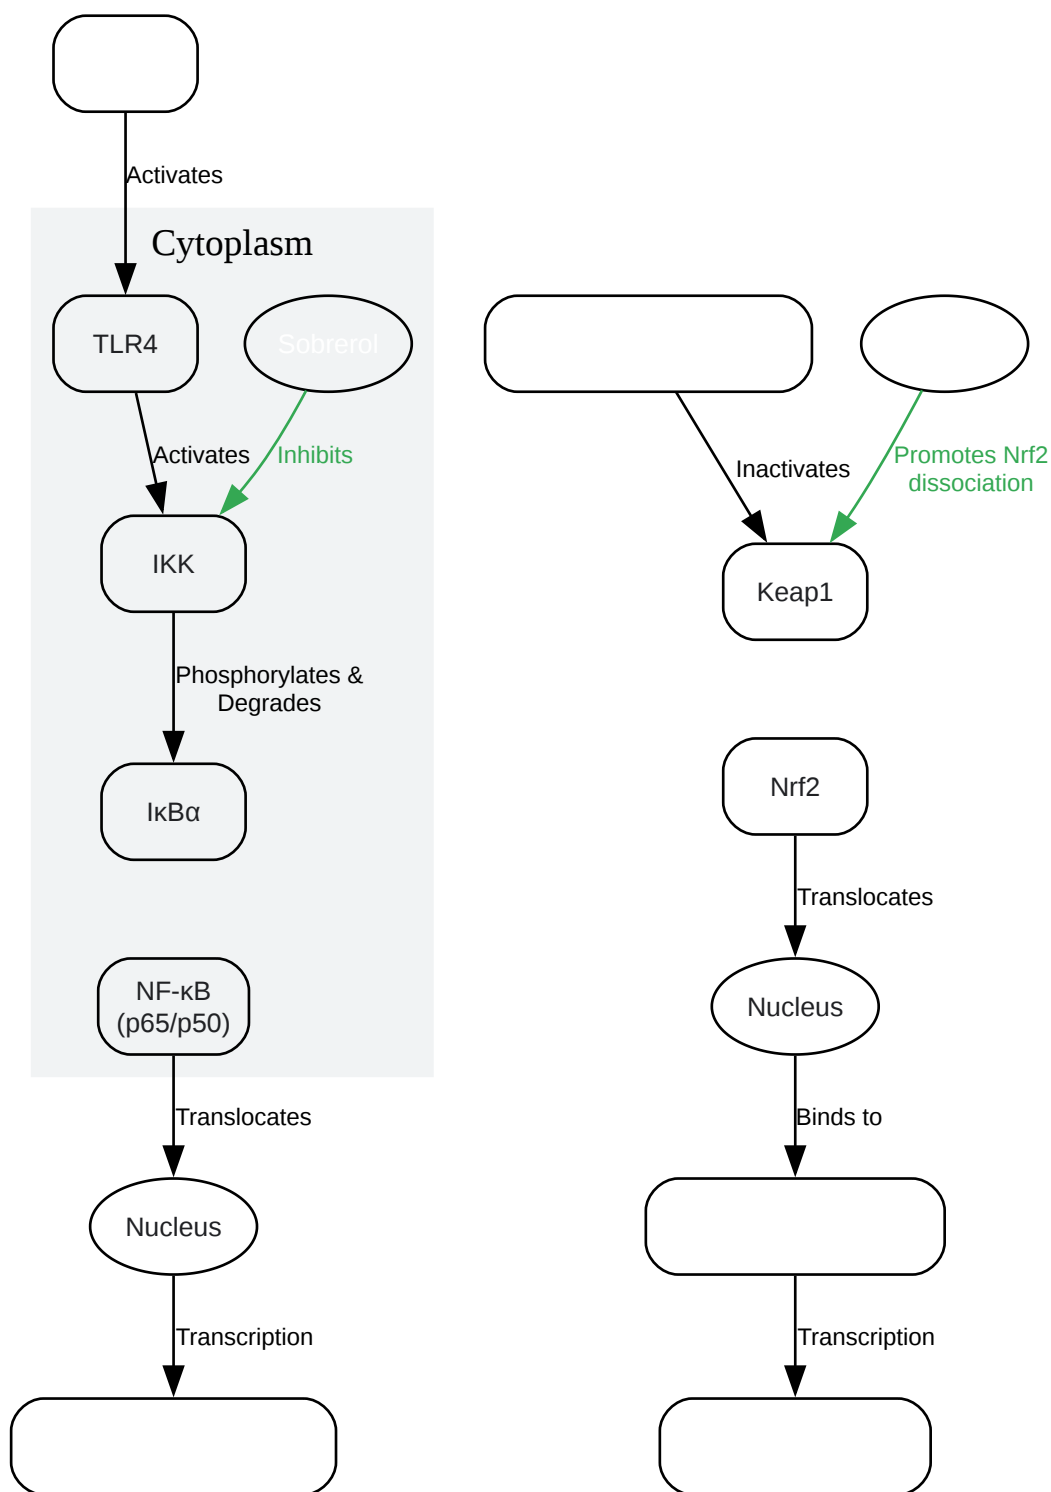 Activates
Cytoplasm
TLR4
Sobrerol
Activates
Inhibits
Inactivates
Promotes Nrf2
dissociation
IKK
Keap1
Phosphorylates &
Degrades
IκBα
Nrf2
Translocates
NF-κB
(p65/p50)
Nucleus
Translocates
Binds to
Nucleus
Transcription
Transcription